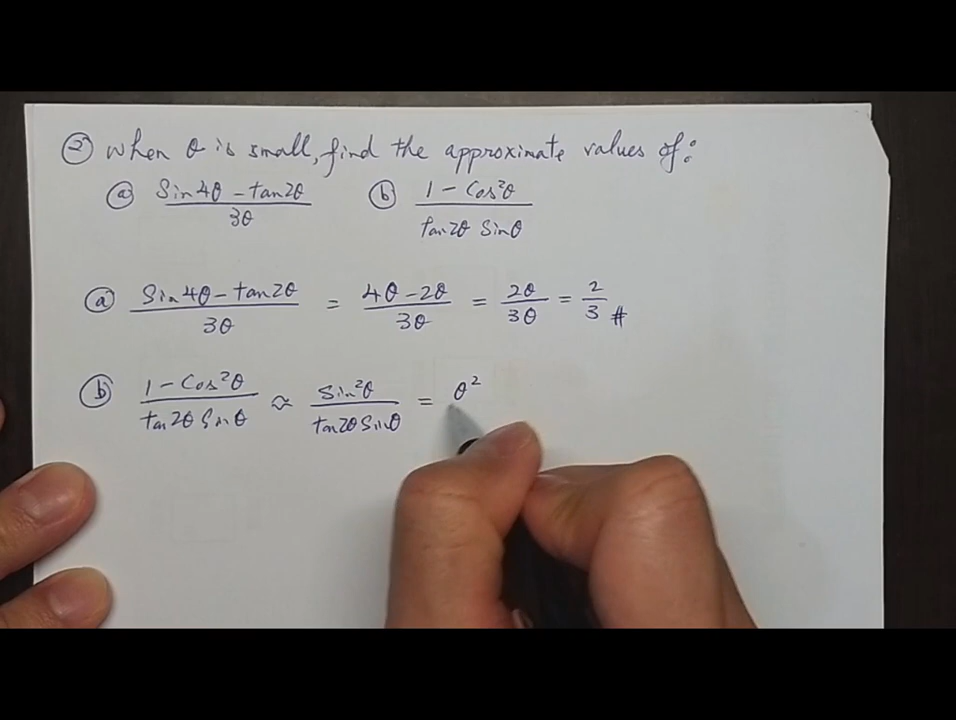 ② When θ is small, find the approximate values of:
ⓐ (Sin4θ - tan2θ)/3θ ⓑ (1 - Cos²θ)/(tan2θ Sinθ)
ⓐ (Sin4θ - tan2θ)/3θ = (4θ - 2θ)/3θ = 2θ/3θ = 2/3 #
ⓑ (1 - Cos²θ)/(tan2θ Sinθ) ≈ Sin²θ/(tan2θ Sinθ) = θ²